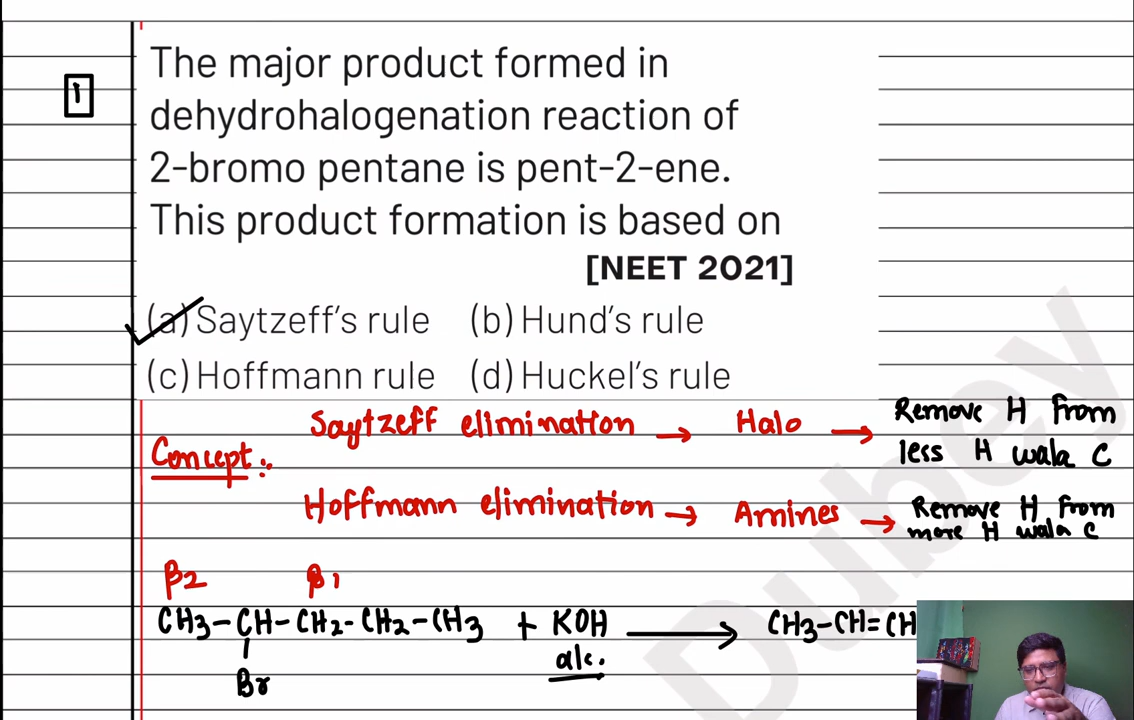 1
The major product formed in
dehydrohalogenation reaction of
2-bromo pentane is pent-2-ene.
This product formation is based on
[NEET 2021]
(a) Saytzeff's rule (b) Hund's rule
(c) Hoffmann rule (d) Huckel's rule
Concept:
Saytzeff elimination → Halo → Remove H from
less H wala C
Hoffmann elimination → Amines → Remove H from
more H wala C
β2 β1
CH3-CH-CH2-CH2-CH3 + KOH → CH3-CH=CH
Br alc.
Dubey